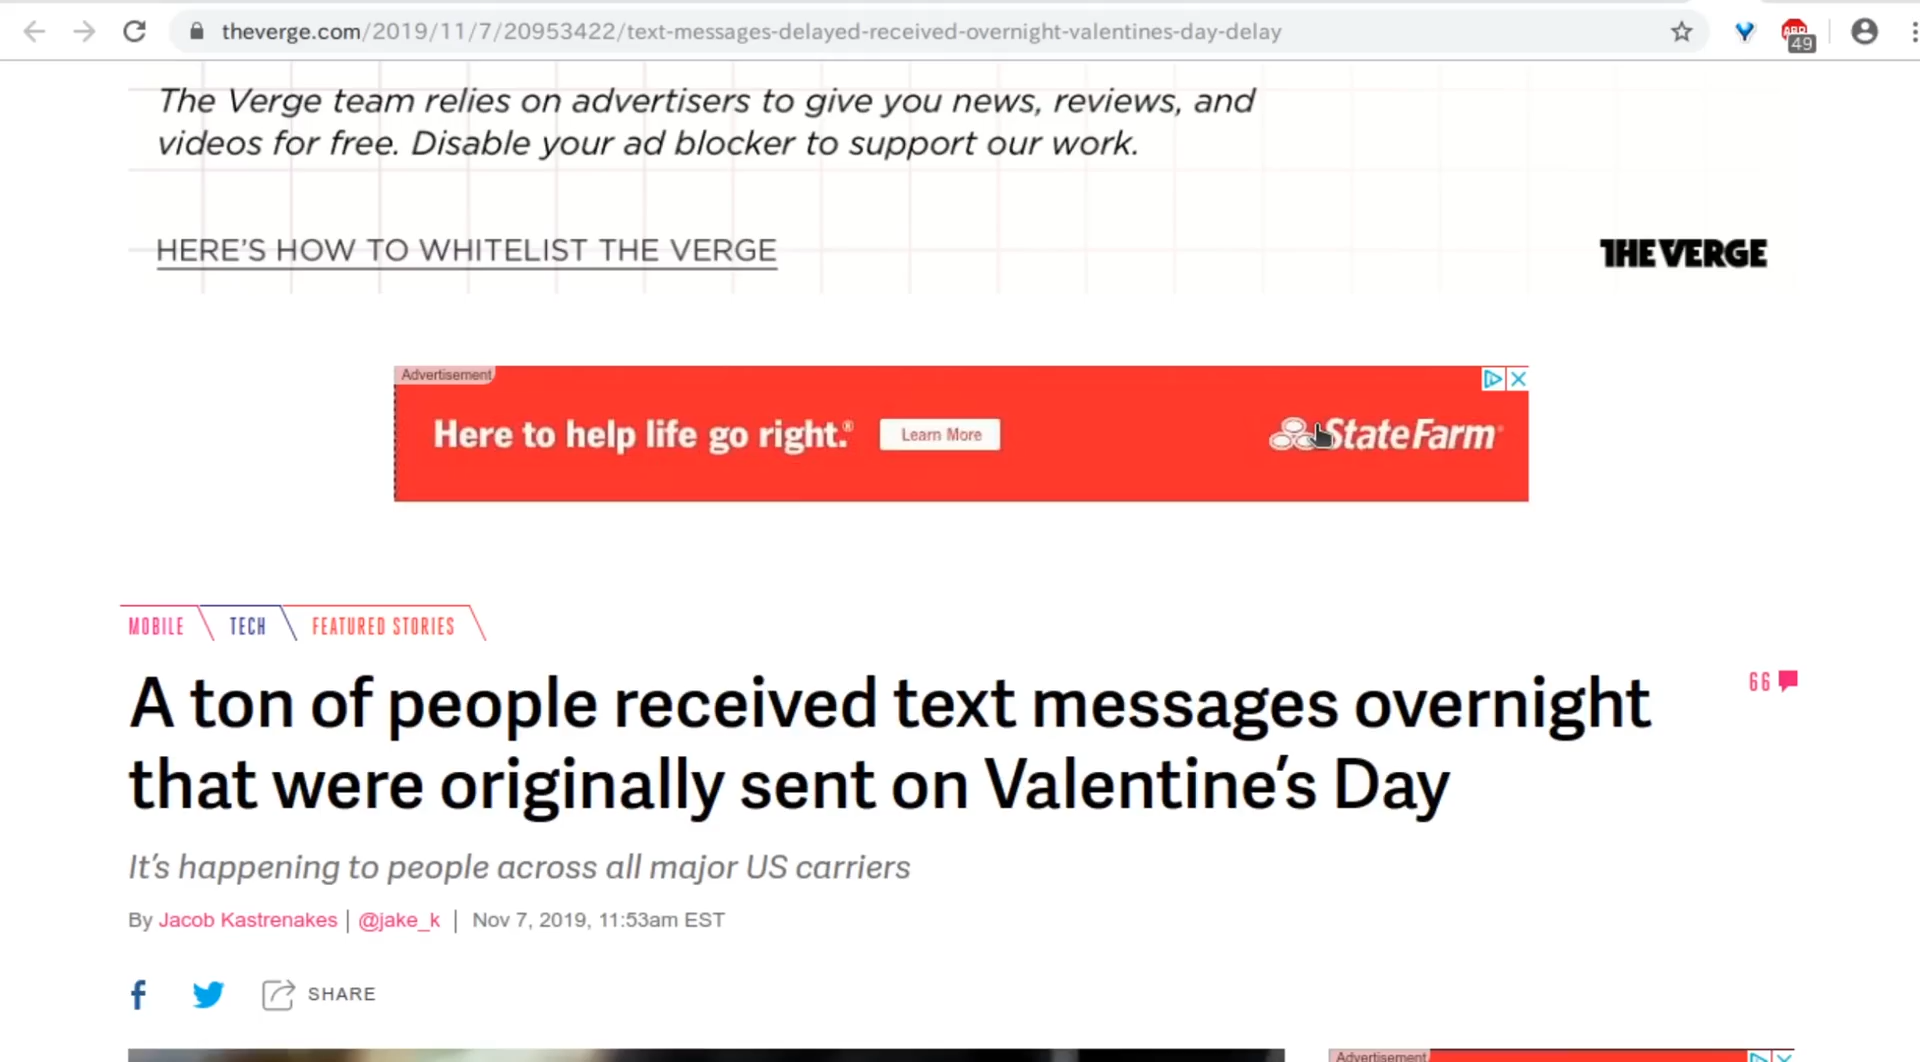 theverge.com/2019/11/7/20953422/text-messages-delayed-received-overnight-valentines-day-delay
ABP
49
The Verge team relies on advertisers to give you news, reviews, and
videos for free. Disable your ad blocker to support our work.
HERE'S HOW TO WHITELIST THE VERGE
THE VERGE
Advertisement
Here to help life go right.®
Learn More
StateFarm
MOBILE
TECH
FEATURED STORIES
A ton of people received text messages overnight
that were originally sent on Valentine's Day
66
It's happening to people across all major US carriers
By Jacob Kastrenakes | @jake_k | Nov 7, 2019, 11:53am EST
SHARE
Advertisement